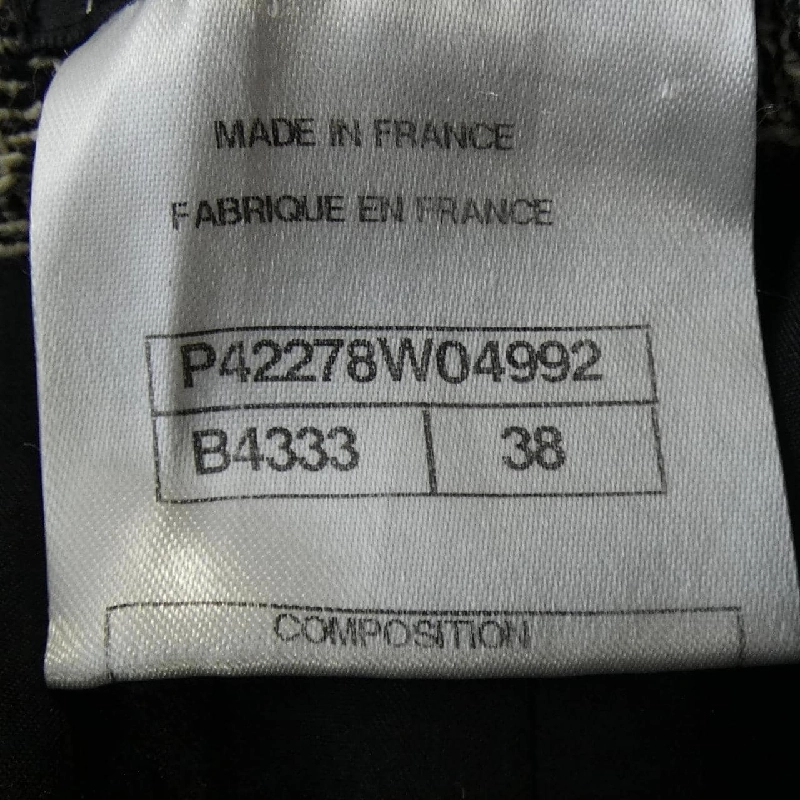 MADE IN FRANCE
FABRIQUE EN FRANCE
P42278W04992
B4333 38
COMPOSITION